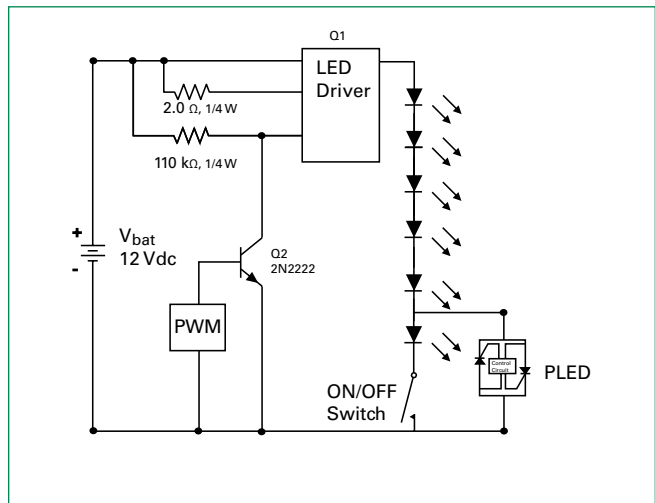 Q1
LED
Driver
2.0 Ω, 1/4 W
110 kΩ, 1/4 W
+
Vbat
12 Vdc
-
Q2
2N2222
PWM
Control
Circuit
PLED
ON/OFF
Switch